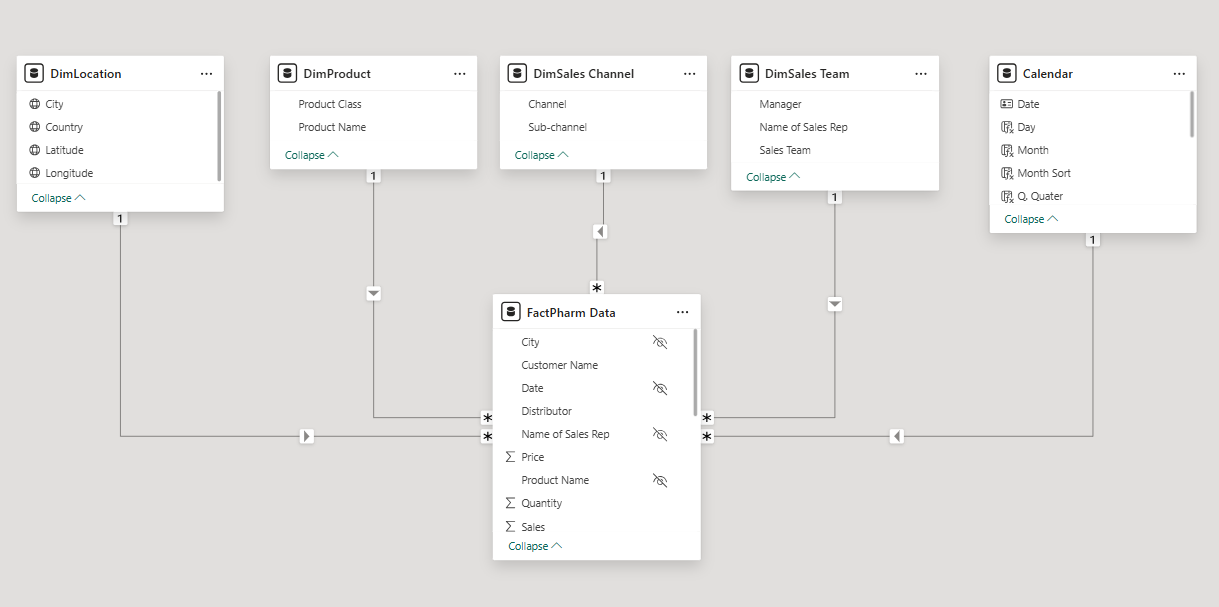 DimLocation
City
Country
Latitude
Longitude
Collapse
1
DimProduct
Product Class
Product Name
Collapse
1
DimSales Channel
Channel
Sub-channel
Collapse
1
*
DimSales Team
Manager
Name of Sales Rep
Sales Team
Collapse
1
Calendar
Date
Day
Month
Month Sort
Q, Quater
Collapse
1
FactPharm Data
City
Customer Name
Date
Distributor
Name of Sales Rep
Price
Product Name
Quantity
Sales
Collapse
*
*
*
*